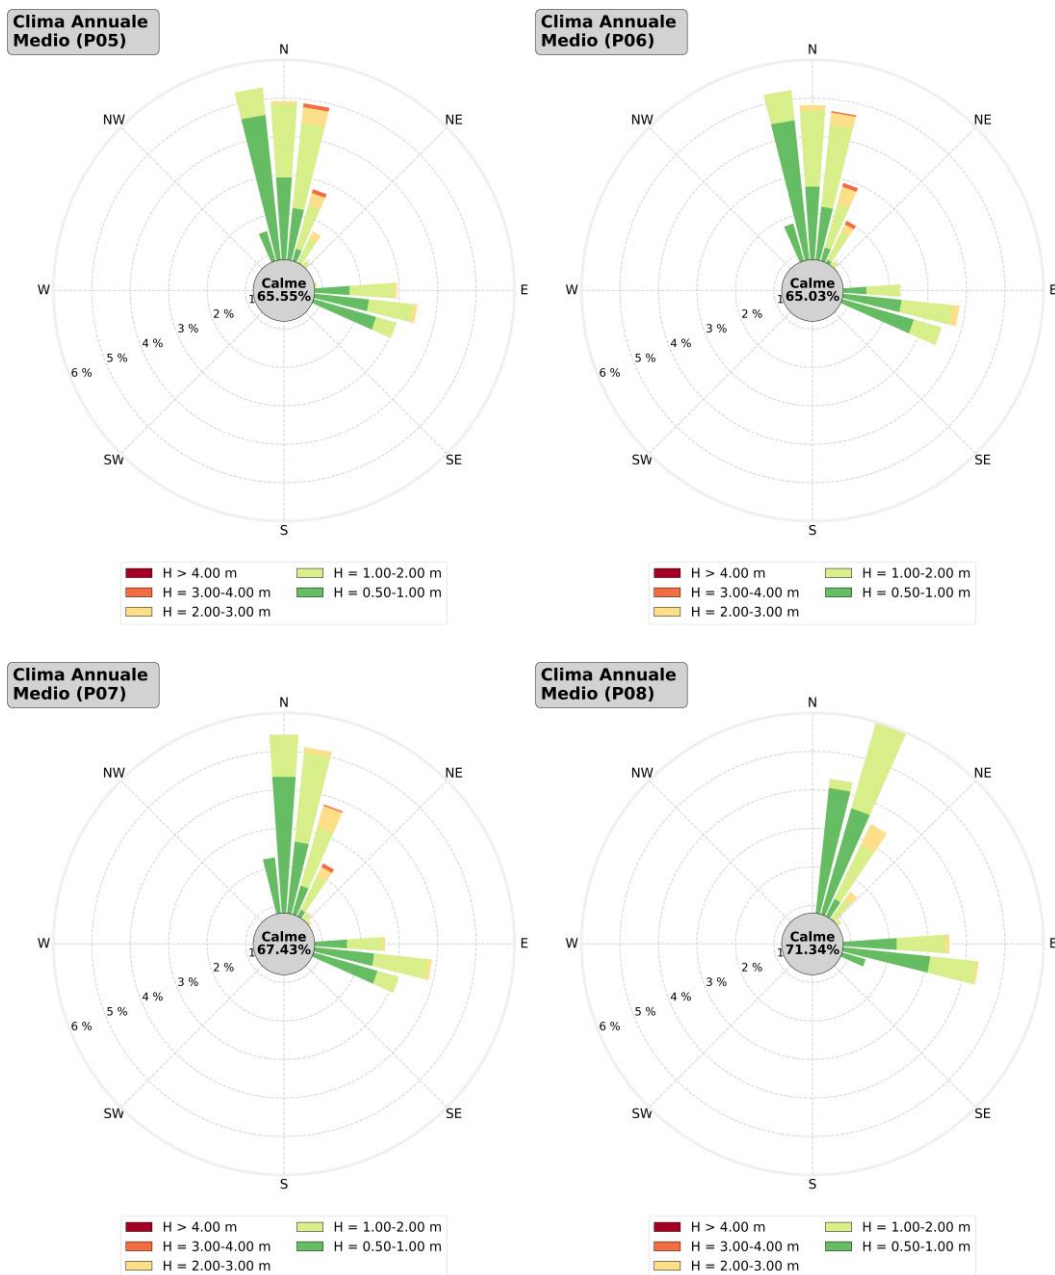 Clima Annuale
Medio (P05)
N
NW
NE
W
E
Calme
65.55%
1
2 %
3 %
4 %
5 %
6 %
SW
SE
S
H > 4.00 m
H = 3.00-4.00 m
H = 2.00-3.00 m
H = 1.00-2.00 m
H = 0.50-1.00 m
Clima Annuale
Medio (P06)
N
NW
NE
W
E
Calme
65.03%
1
2 %
3 %
4 %
5 %
6 %
SW
SE
S
H > 4.00 m
H = 3.00-4.00 m
H = 2.00-3.00 m
H = 1.00-2.00 m
H = 0.50-1.00 m
Clima Annuale
Medio (P07)
N
NW
NE
W
E
Calme
67.43%
1
2 %
3 %
4 %
5 %
6 %
SW
SE
S
H > 4.00 m
H = 3.00-4.00 m
H = 2.00-3.00 m
H = 1.00-2.00 m
H = 0.50-1.00 m
Clima Annuale
Medio (P08)
N
NW
NE
W
E
Calme
71.34%
1
2 %
3 %
4 %
5 %
6 %
SW
SE
S
H > 4.00 m
H = 3.00-4.00 m
H = 2.00-3.00 m
H = 1.00-2.00 m
H = 0.50-1.00 m